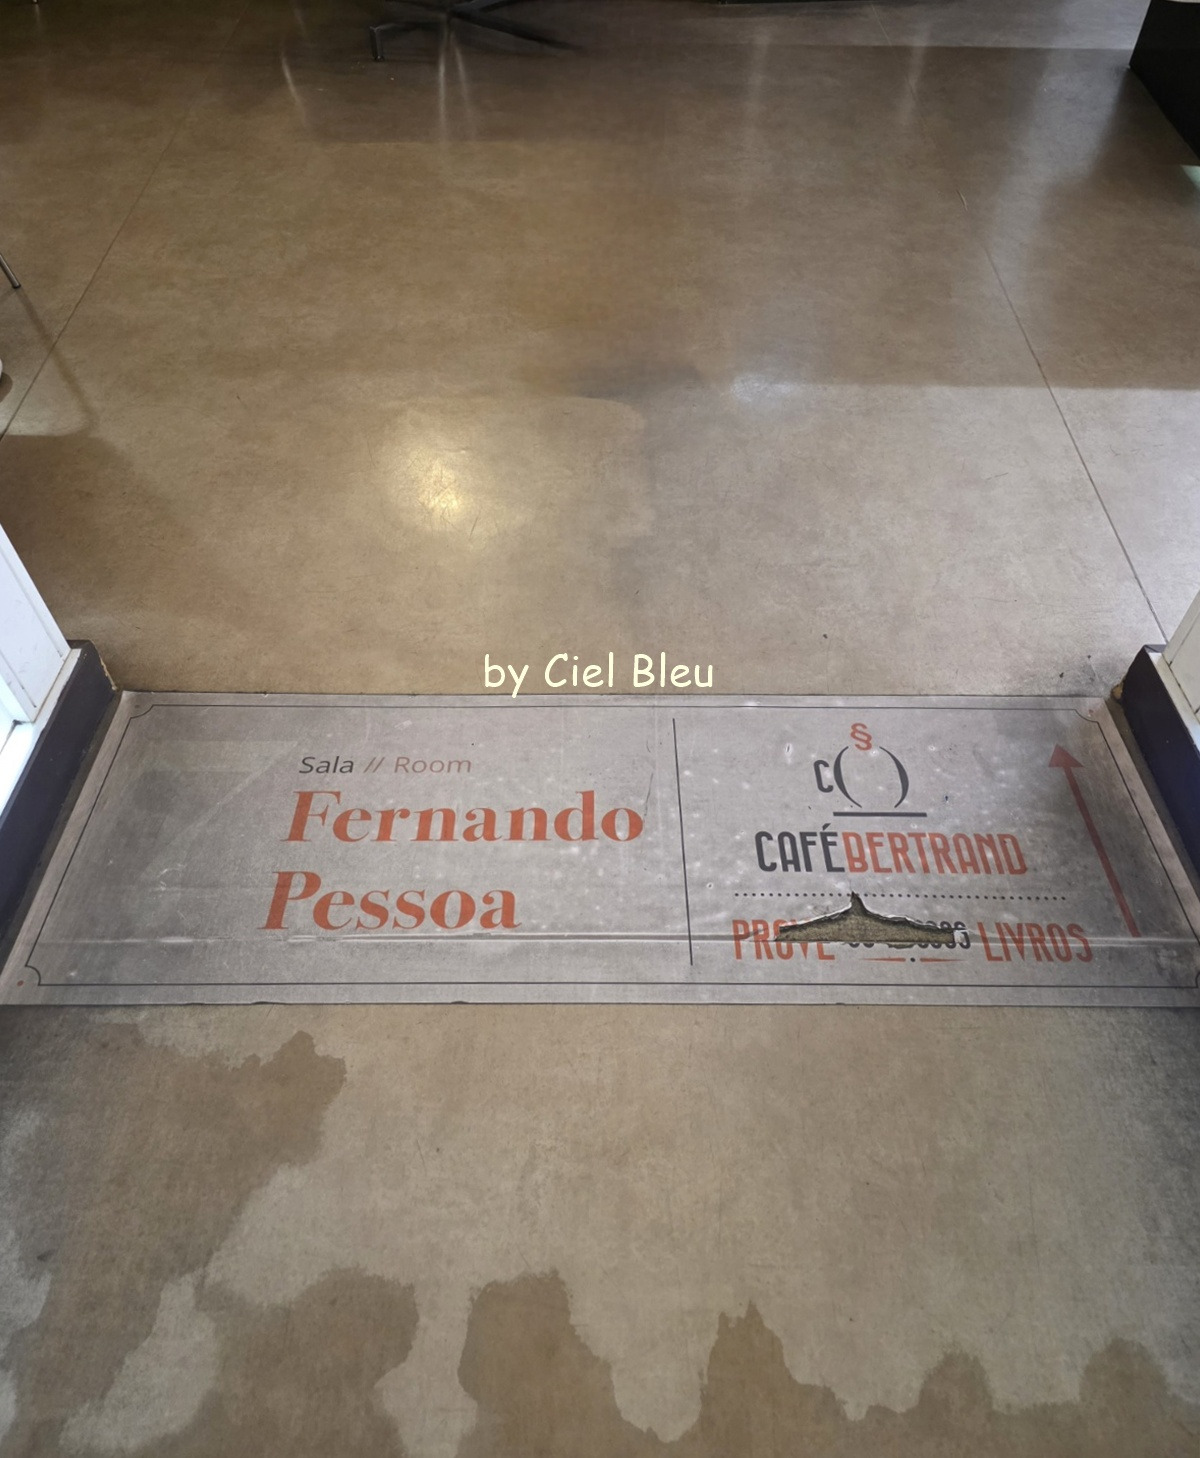 by Ciel Bleu
Sala // Room
Fernando
Pessoa
CAFÉBERTRAND
PROVE LIVROS